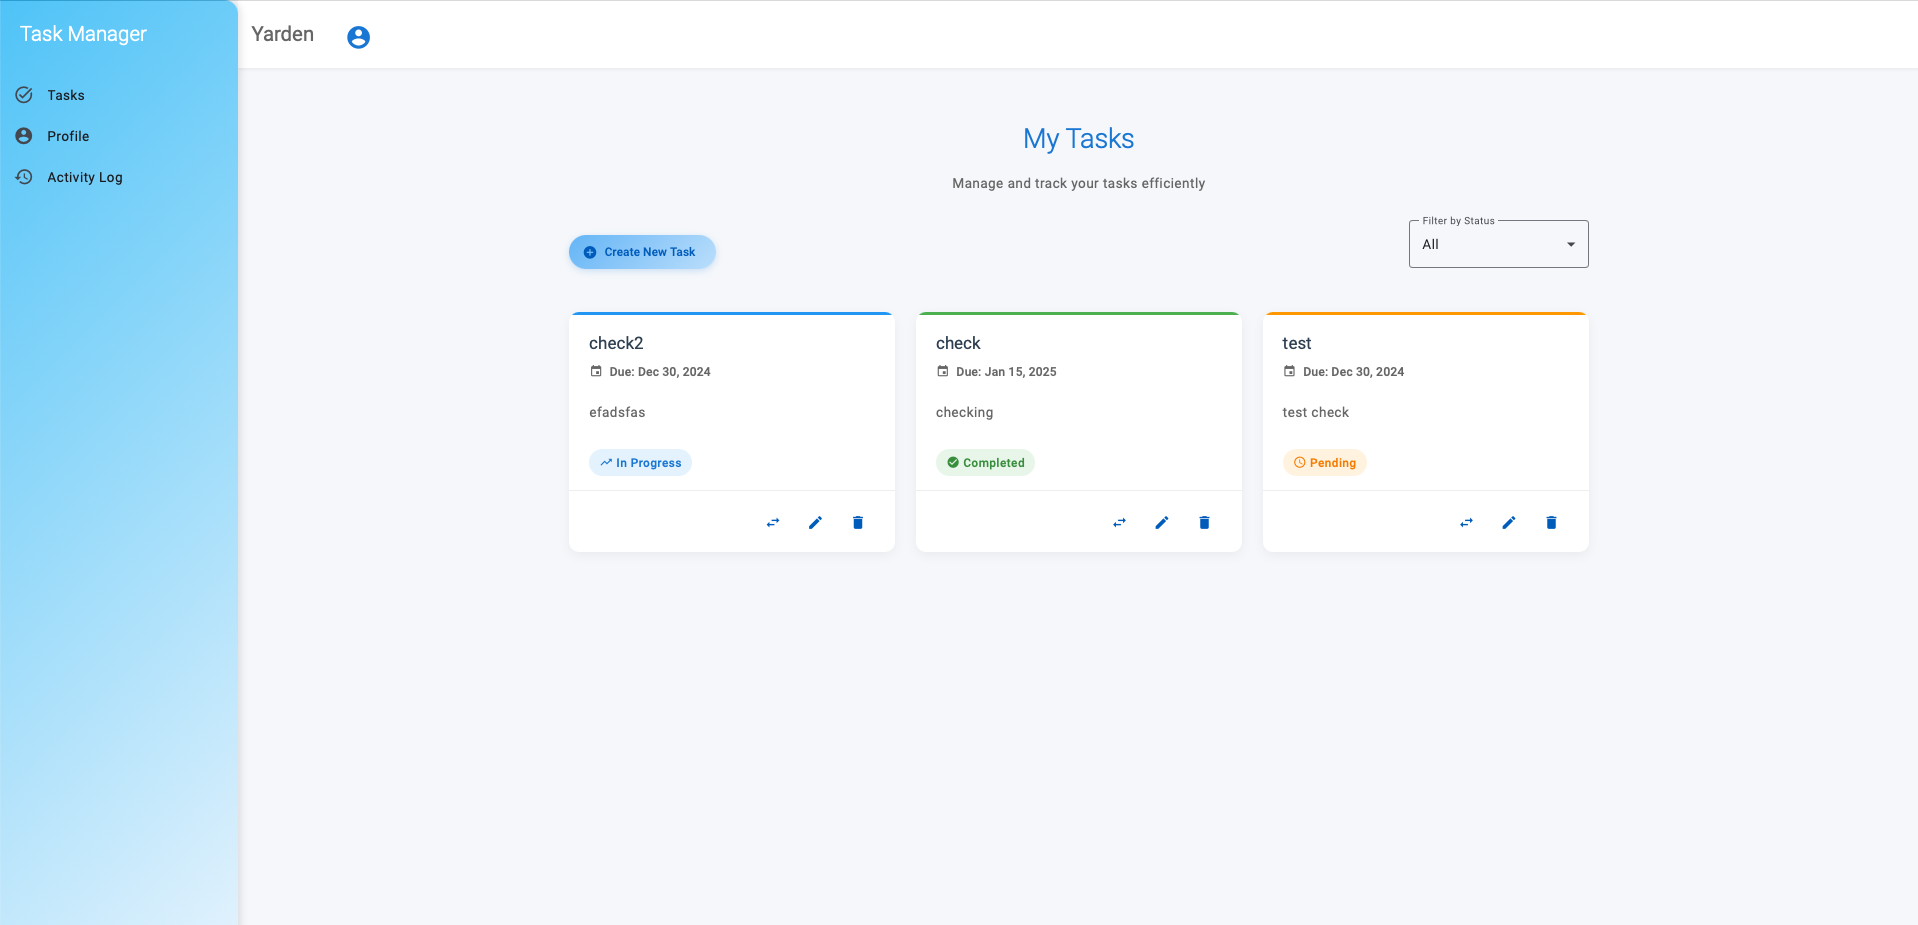 Task Manager
Yarden
Tasks
Profile
Activity Log
My Tasks
Manage and track your tasks efficiently
Create New Task
Filter by Status
All
check2
Due: Dec 30, 2024
efadsfas
In Progress
check
Due: Jan 15, 2025
checking
Completed
test
Due: Dec 30, 2024
test check
Pending